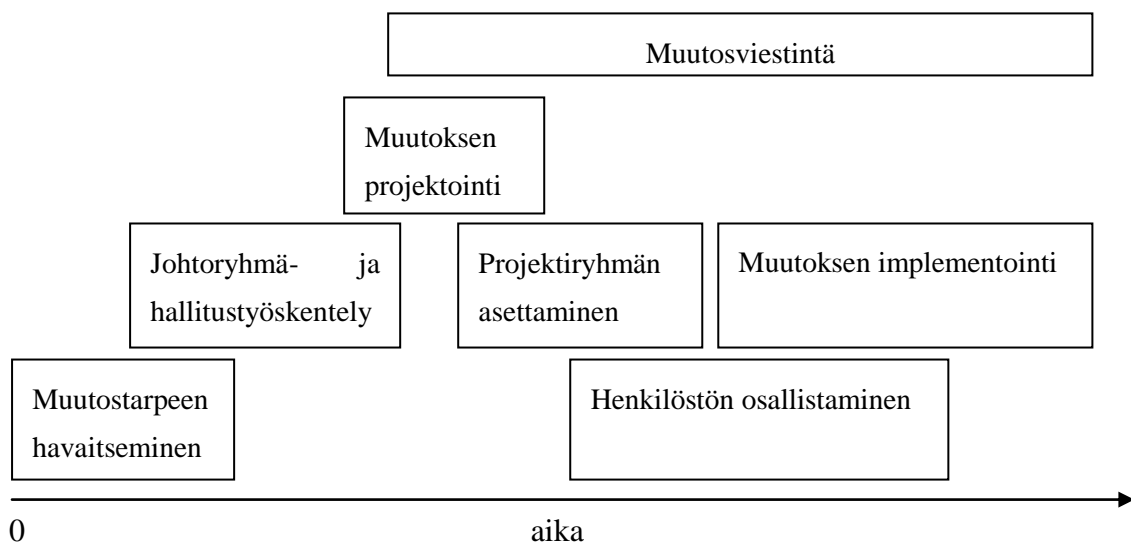 Muutosviestintä
Muutoksen
projektointi
Johtoryhmä- ja
hallitustyöskentely
Projektiryhmän
asettaminen
Muutoksen implementointi
Muutostarpeen
havaitseminen
Henkilöstön osallistaminen
0
aika